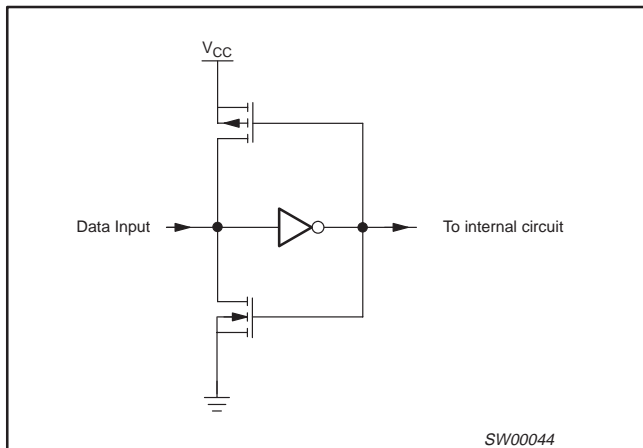 VCC
Data Input
To internal circuit
SW00044